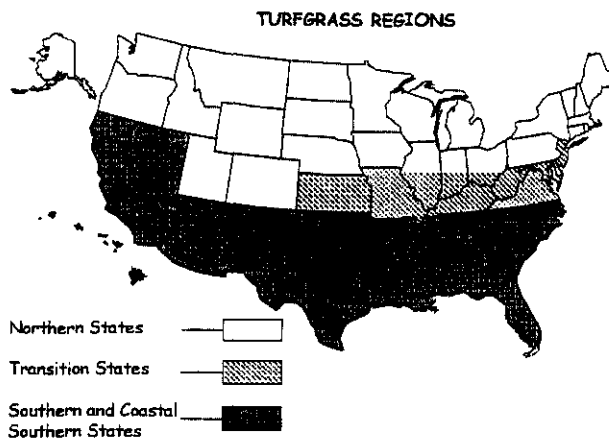 TURFGRASS REGIONS
Northern States
Transition States
Southern and Coastal
Southern States